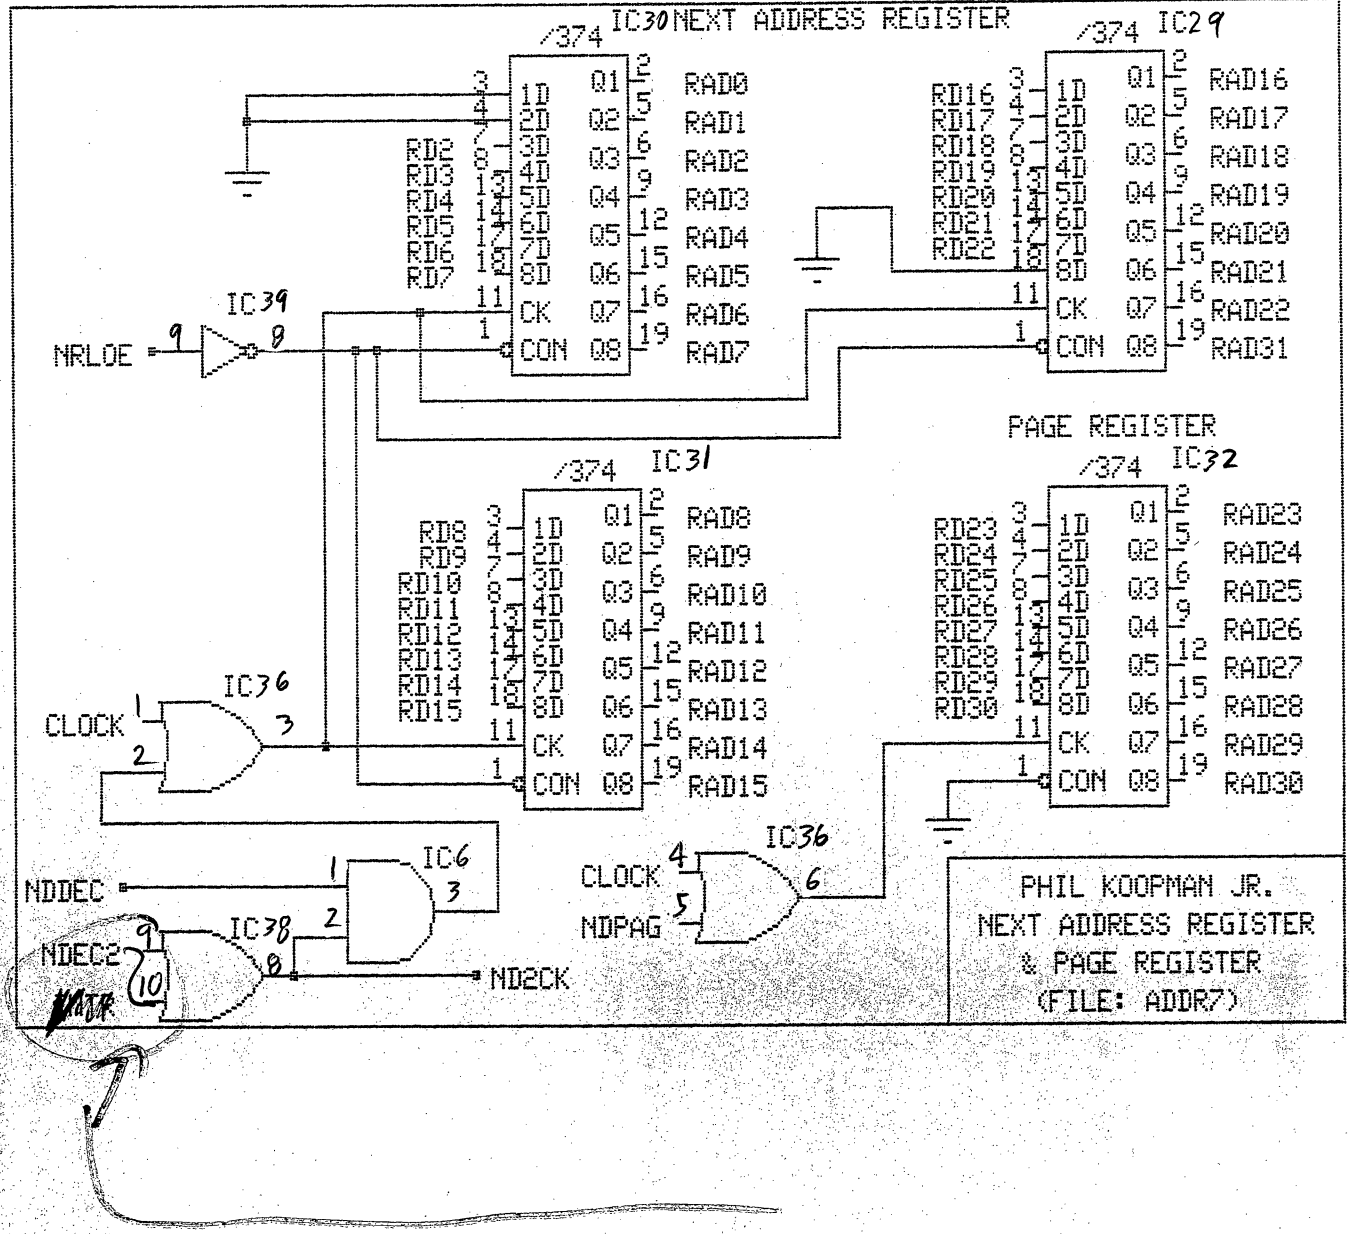 IC30 NEXT ADDRESS REGISTER
/374
3 1D Q1 2 RAD0
4 2D Q2 5 RAD1
RD2 7 3D Q3 6 RAD2
RD3 8 4D Q4 9 RAD3
RD4 13 5D Q5 12 RAD4
RD5 14 6D Q6 15 RAD5
RD6 17 7D Q7 16 RAD6
RD7 18 8D Q8 19 RAD7
11 CK
1 CON
/374 IC29
RD16 3 1D Q1 2 RAD16
RD17 4 2D Q2 5 RAD17
RD18 7 3D Q3 6 RAD18
RD19 8 4D Q4 9 RAD19
RD20 13 5D Q5 12 RAD20
RD21 14 6D Q6 15 RAD21
RD22 17 7D Q7 16 RAD22
18 8D Q8 19 RAD31
11 CK
1 CON
IC39
NRLOE 9 8
/374 IC31
RD8 3 1D Q1 2 RAD8
RD9 4 2D Q2 5 RAD9
RD10 7 3D Q3 6 RAD10
RD11 8 4D Q4 9 RAD11
RD12 13 5D Q5 12 RAD12
RD13 14 6D Q6 15 RAD13
RD14 17 7D Q7 16 RAD14
RD15 18 8D Q8 19 RAD15
11 CK
1 CON
PAGE REGISTER
/374 IC32
RD23 3 1D Q1 2 RAD23
RD24 4 2D Q2 5 RAD24
RD25 7 3D Q3 6 RAD25
RD26 8 4D Q4 9 RAD26
RD27 13 5D Q5 12 RAD27
RD28 14 6D Q6 15 RAD28
RD29 17 7D Q7 16 RAD29
RD30 18 8D Q8 19 RAD30
11 CK
1 CON
IC36
CLOCK 1 3
2
IC6
NDDEC 1 3
2
IC38
NDEC2 9 8 ND2CK
10
IC36
CLOCK 4 6
NDPAG 5
PHIL KOOPMAN JR.
NEXT ADDRESS REGISTER
& PAGE REGISTER
(FILE: ADDR7)